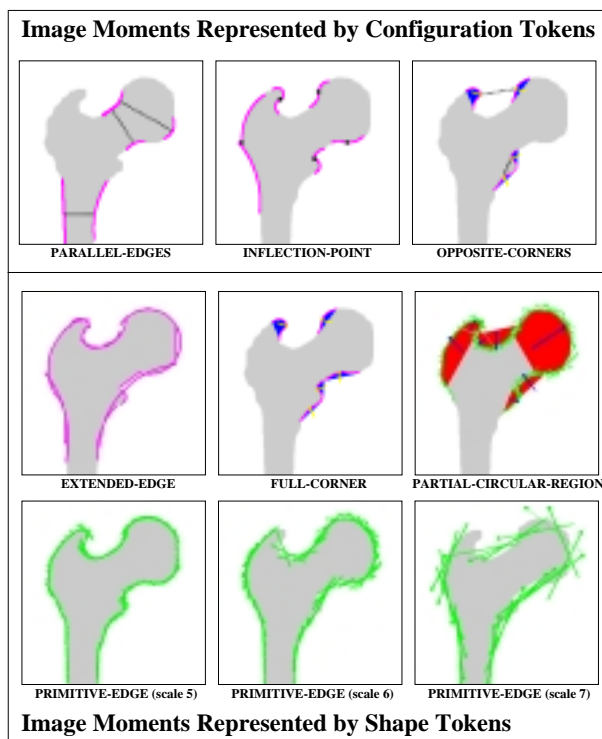 Image Moments Represented by Configuration Tokens
PARALLEL-EDGES
INFLECTION-POINT
OPPOSITE-CORNERS
EXTENDED-EDGE
FULL-CORNER
PARTIAL-CIRCULAR-REGION
PRIMITIVE-EDGE (scale 5)
PRIMITIVE-EDGE (scale 6)
PRIMITIVE-EDGE (scale 7)
Image Moments Represented by Shape Tokens